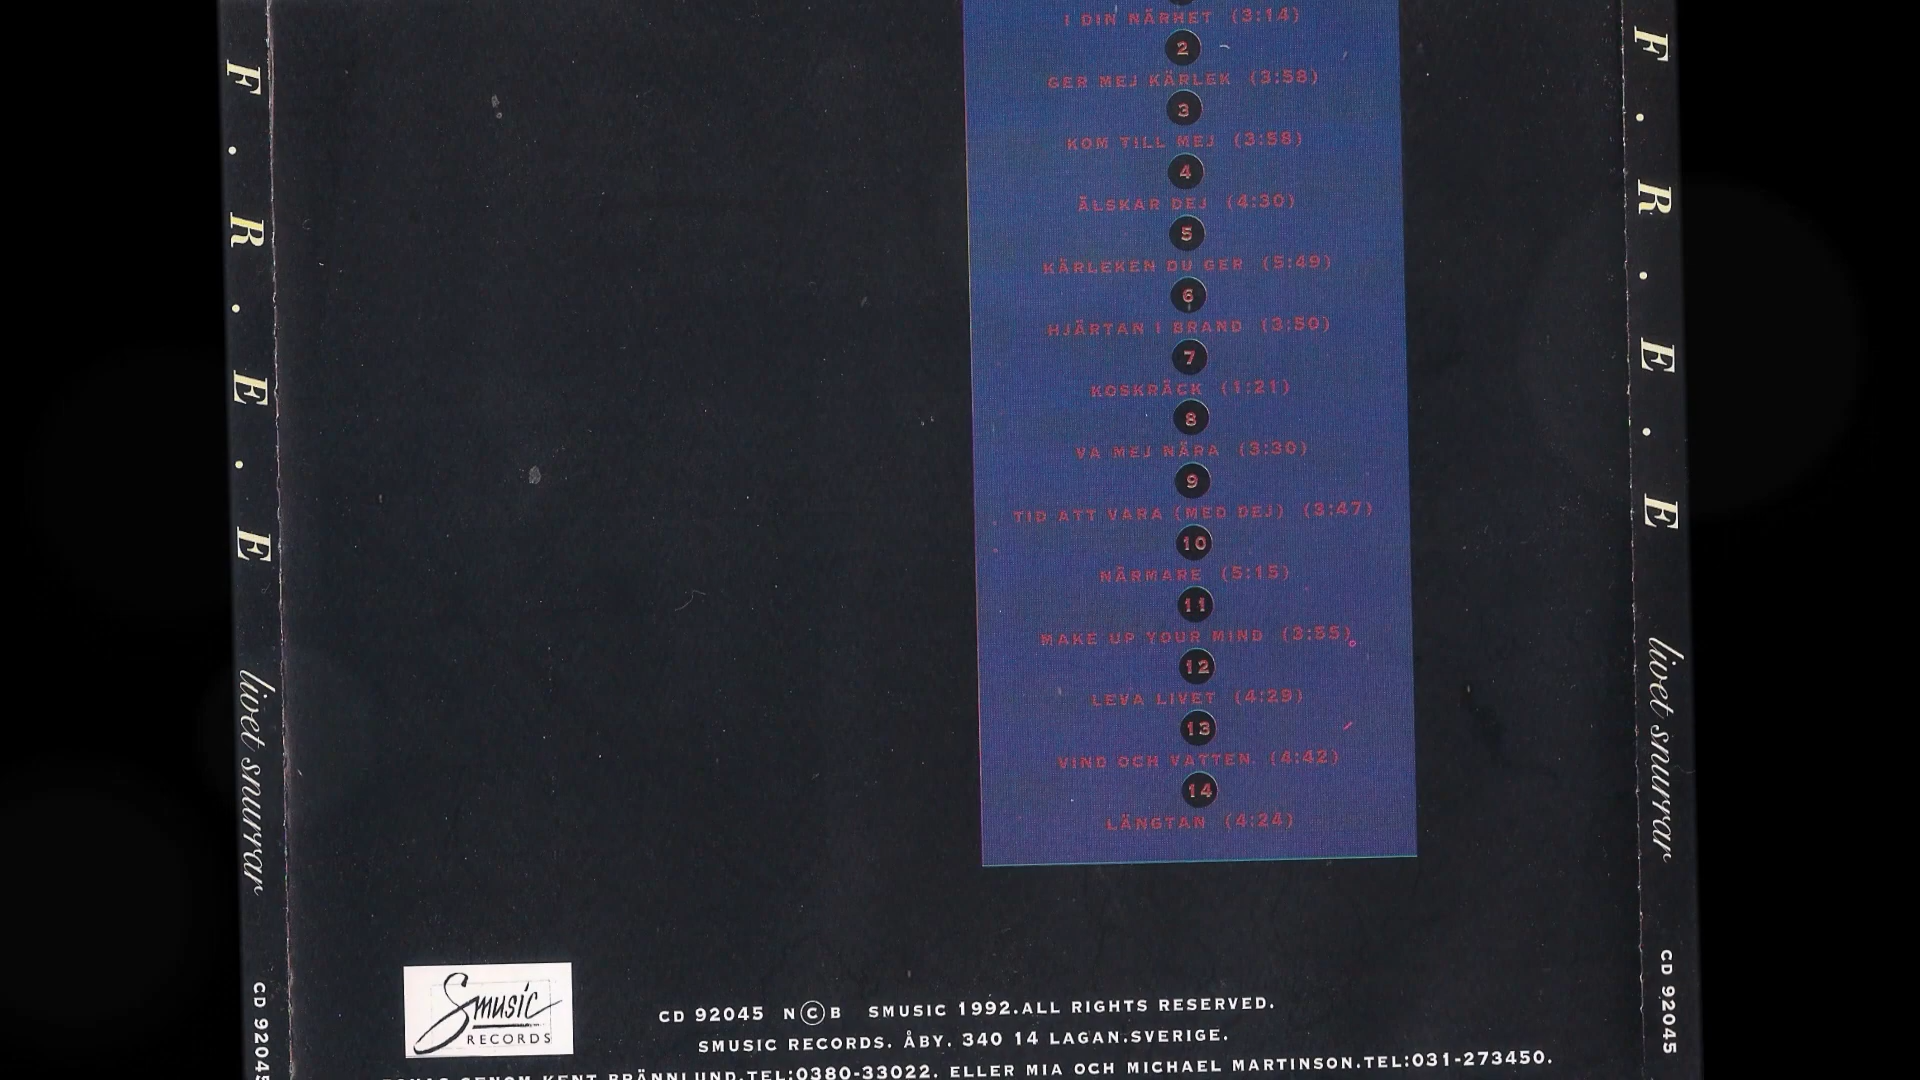 F.R.E.E livet snurrar CD 92045
I DIN NÄRHET (3:14)
2
GER MEJ KÄRLEK (3:58)
3
KOM TILL MEJ (3:58)
4
ÄLSKAR DEJ (4:30)
5
KÄRLEKEN DU GER (5:49)
6
HJÄRTAN I BRAND (3:50)
7
KOSKRÄCK (1:21)
8
VA MEJ NÄRA (3:30)
9
TID ATT VARA (MED DEJ) (3:47)
10
NÄRMARE (5:15)
11
MAKE UP YOUR MIND (3:55)
12
LEVA LIVET (4:29)
13
VIND OCH VATTEN. (4:42)
14
LÄNGTAN (4:24)
F.R.E.E livet snurrar CD 92045
Smusic
RECORDS
CD 92045 N©B SMUSIC 1992.ALL RIGHTS RESERVED.
SMUSIC RECORDS. ÅBY. 340 14 LAGAN.SVERIGE.
GENOM KENT BRÄNNLUND.TEL:0380-33022. ELLER MIA OCH MICHAEL MARTINSON.TEL:031-273450.